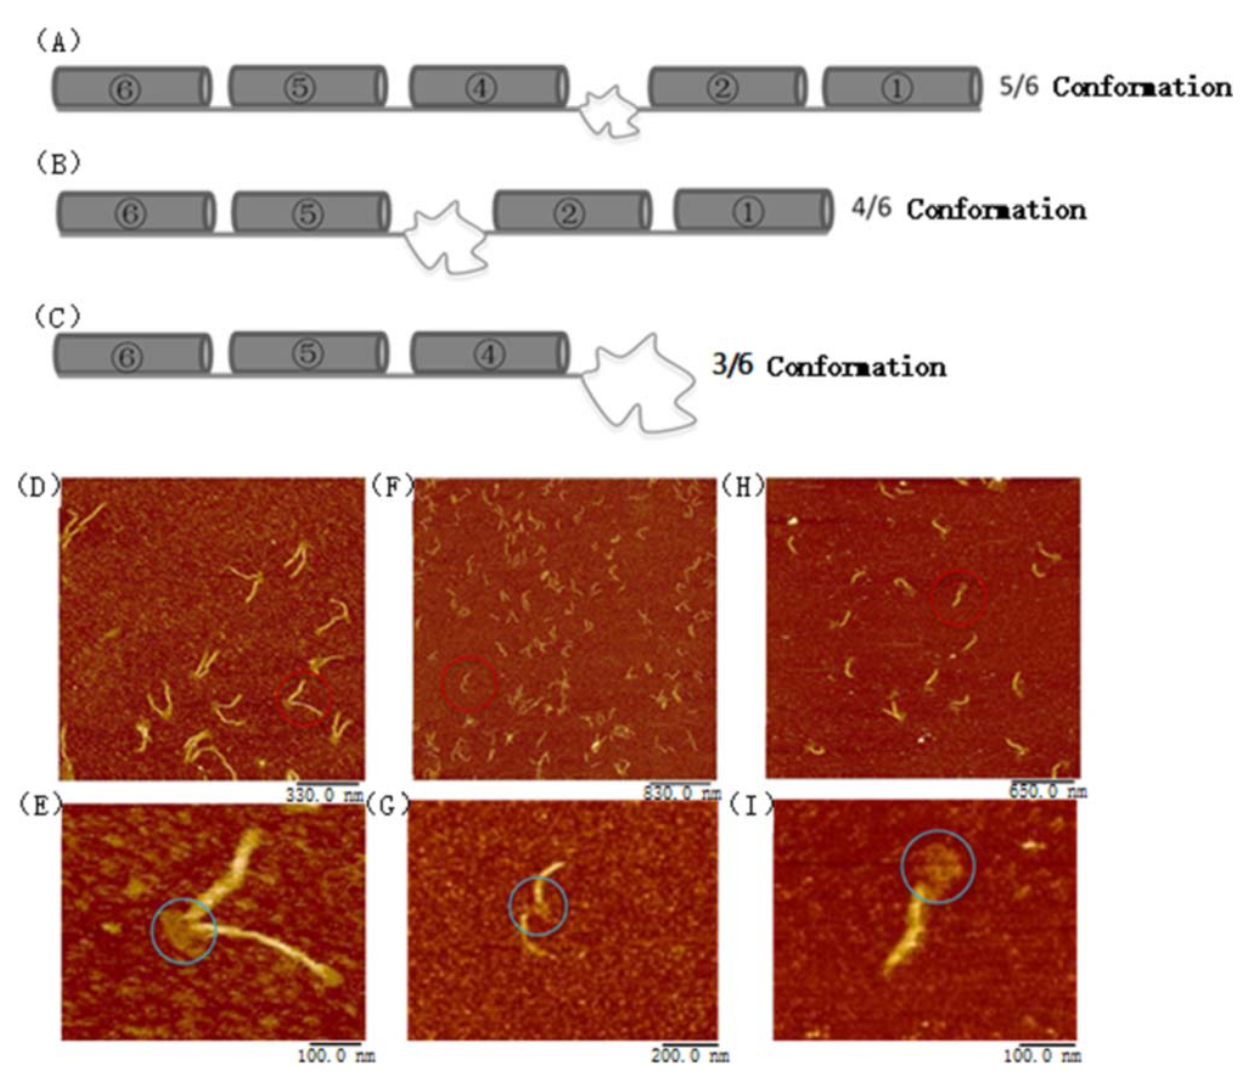 (A)
⑥ ⑤ ④ ② ① 5/6 Conformation
(B)
⑥ ⑤ ② ① 4/6 Conformation
(C)
⑥ ⑤ ④ 3/6 Conformation
(D) (F) (H)
330.0 nm 830.0 nm 650.0 nm
(E) (G) (I)
100.0 nm 200.0 nm 100.0 nm